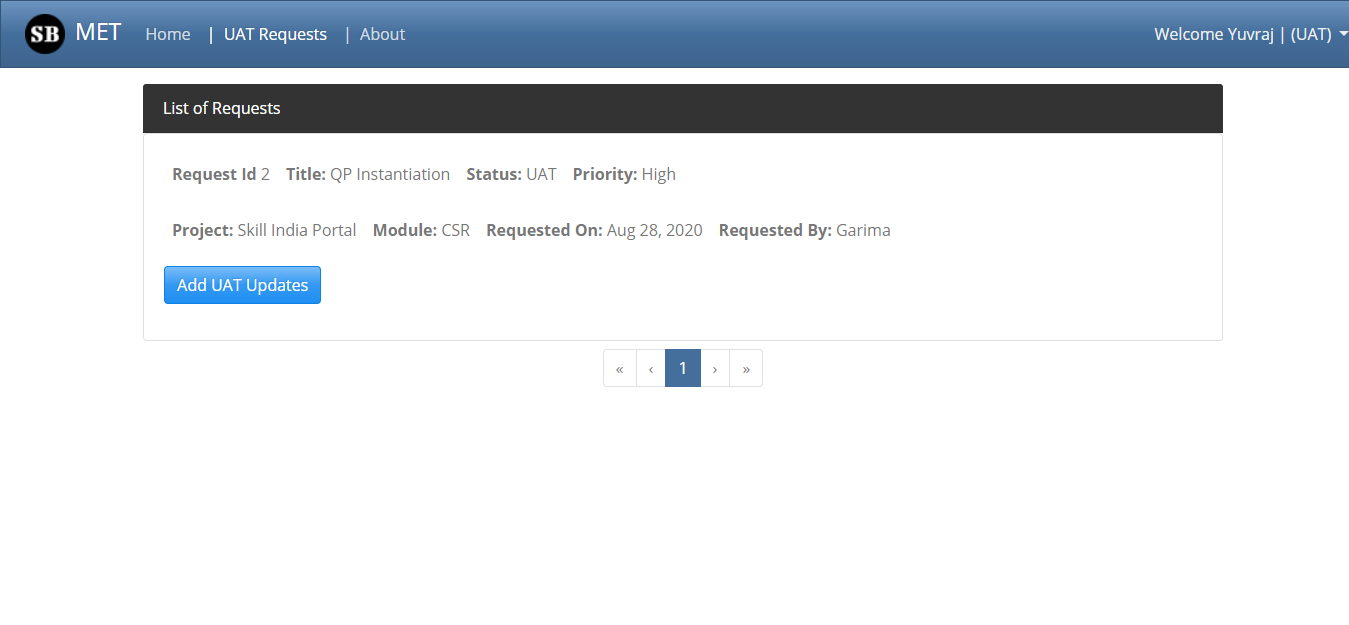 SB MET Home | UAT Requests | About Welcome Yuvraj | (UAT)
List of Requests
Request Id 2 Title: QP Instantiation Status: UAT Priority: High
Project: Skill India Portal Module: CSR Requested On: Aug 28, 2020 Requested By: Garima
Add UAT Updates
« ‹ 1 › »